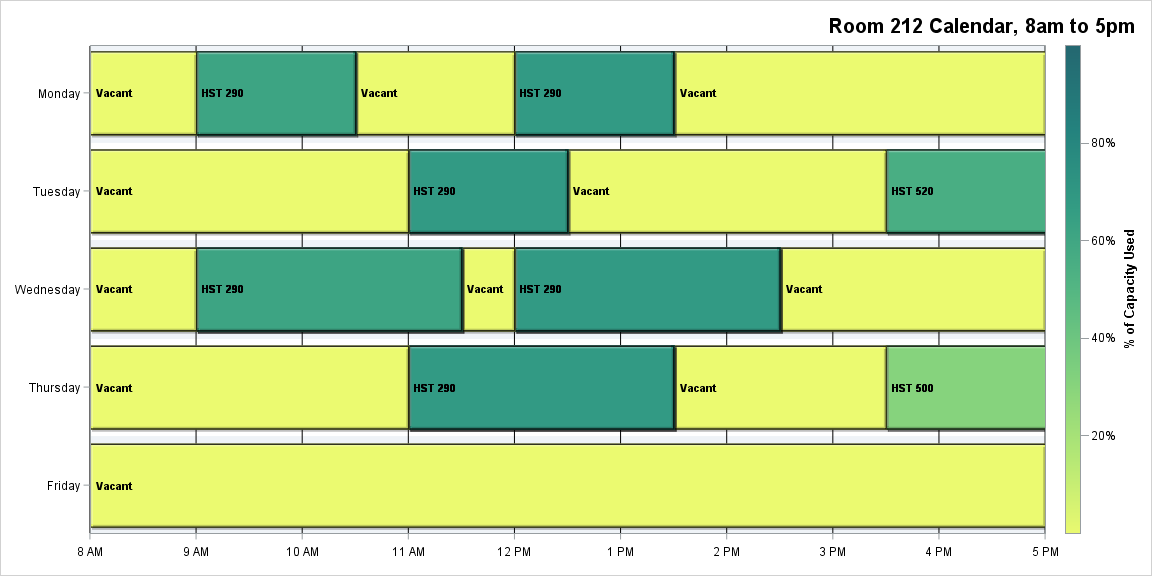 Room 212 Calendar, 8am to 5pm
Monday Vacant HST 290 Vacant HST 290 Vacant
Tuesday Vacant HST 290 Vacant HST 520
Wednesday Vacant HST 290 Vacant HST 290 Vacant
Thursday Vacant HST 290 Vacant HST 500
Friday Vacant
8 AM 9 AM 10 AM 11 AM 12 PM 1 PM 2 PM 3 PM 4 PM 5 PM
80%
60%
40%
20%
% of Capacity Used